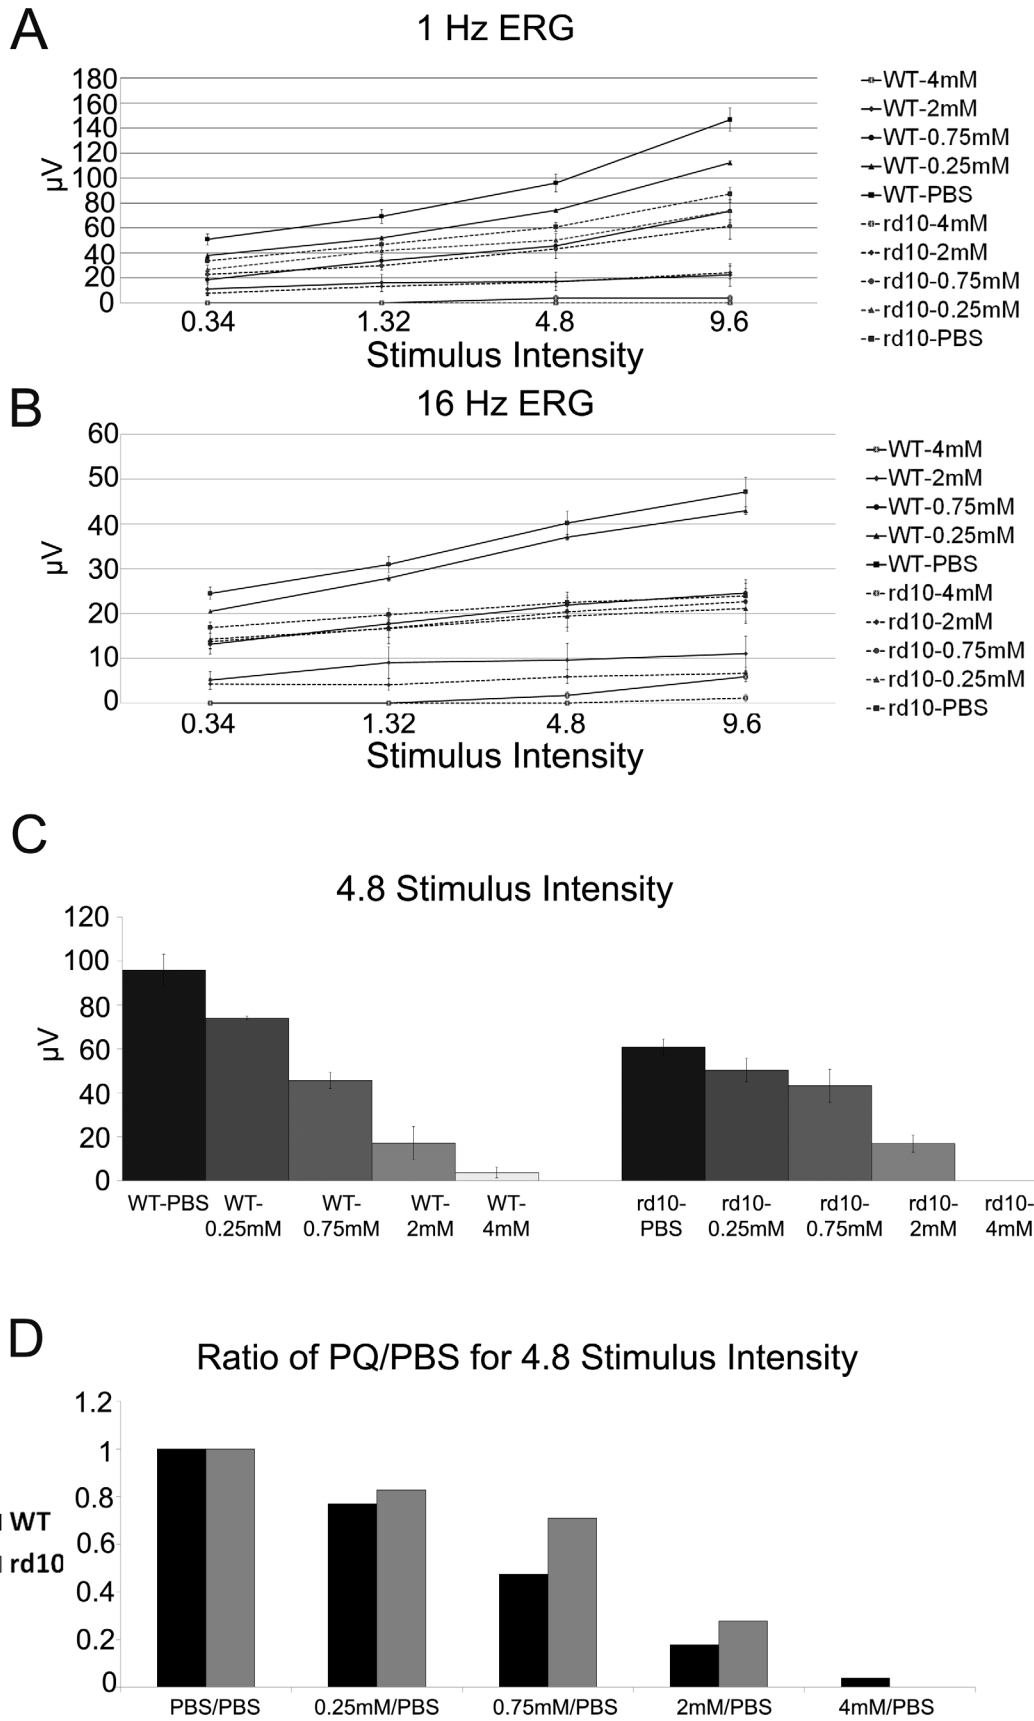 A
1 Hz ERG
180
160
140
120
100
80
60
40
20
0
µV
0.34 1.32 4.8 9.6
Stimulus Intensity
WT-4mM
WT-2mM
WT-0.75mM
WT-0.25mM
WT-PBS
rd10-4mM
rd10-2mM
rd10-0.75mM
rd10-0.25mM
rd10-PBS
B
16 Hz ERG
60
50
40
30
20
10
0
µV
0.34 1.32 4.8 9.6
Stimulus Intensity
WT-4mM
WT-2mM
WT-0.75mM
WT-0.25mM
WT-PBS
rd10-4mM
rd10-2mM
rd10-0.75mM
rd10-0.25mM
rd10-PBS
C
4.8 Stimulus Intensity
120
100
80
60
40
20
0
µV
WT-PBS WT- WT- WT- WT- rd10- rd10- rd10- rd10- rd10-
0.25mM 0.75mM 2mM 4mM PBS 0.25mM 0.75mM 2mM 4mM
D
Ratio of PQ/PBS for 4.8 Stimulus Intensity
1.2
1
0.8
0.6
0.4
0.2
0
WT
rd10
PBS/PBS 0.25mM/PBS 0.75mM/PBS 2mM/PBS 4mM/PBS